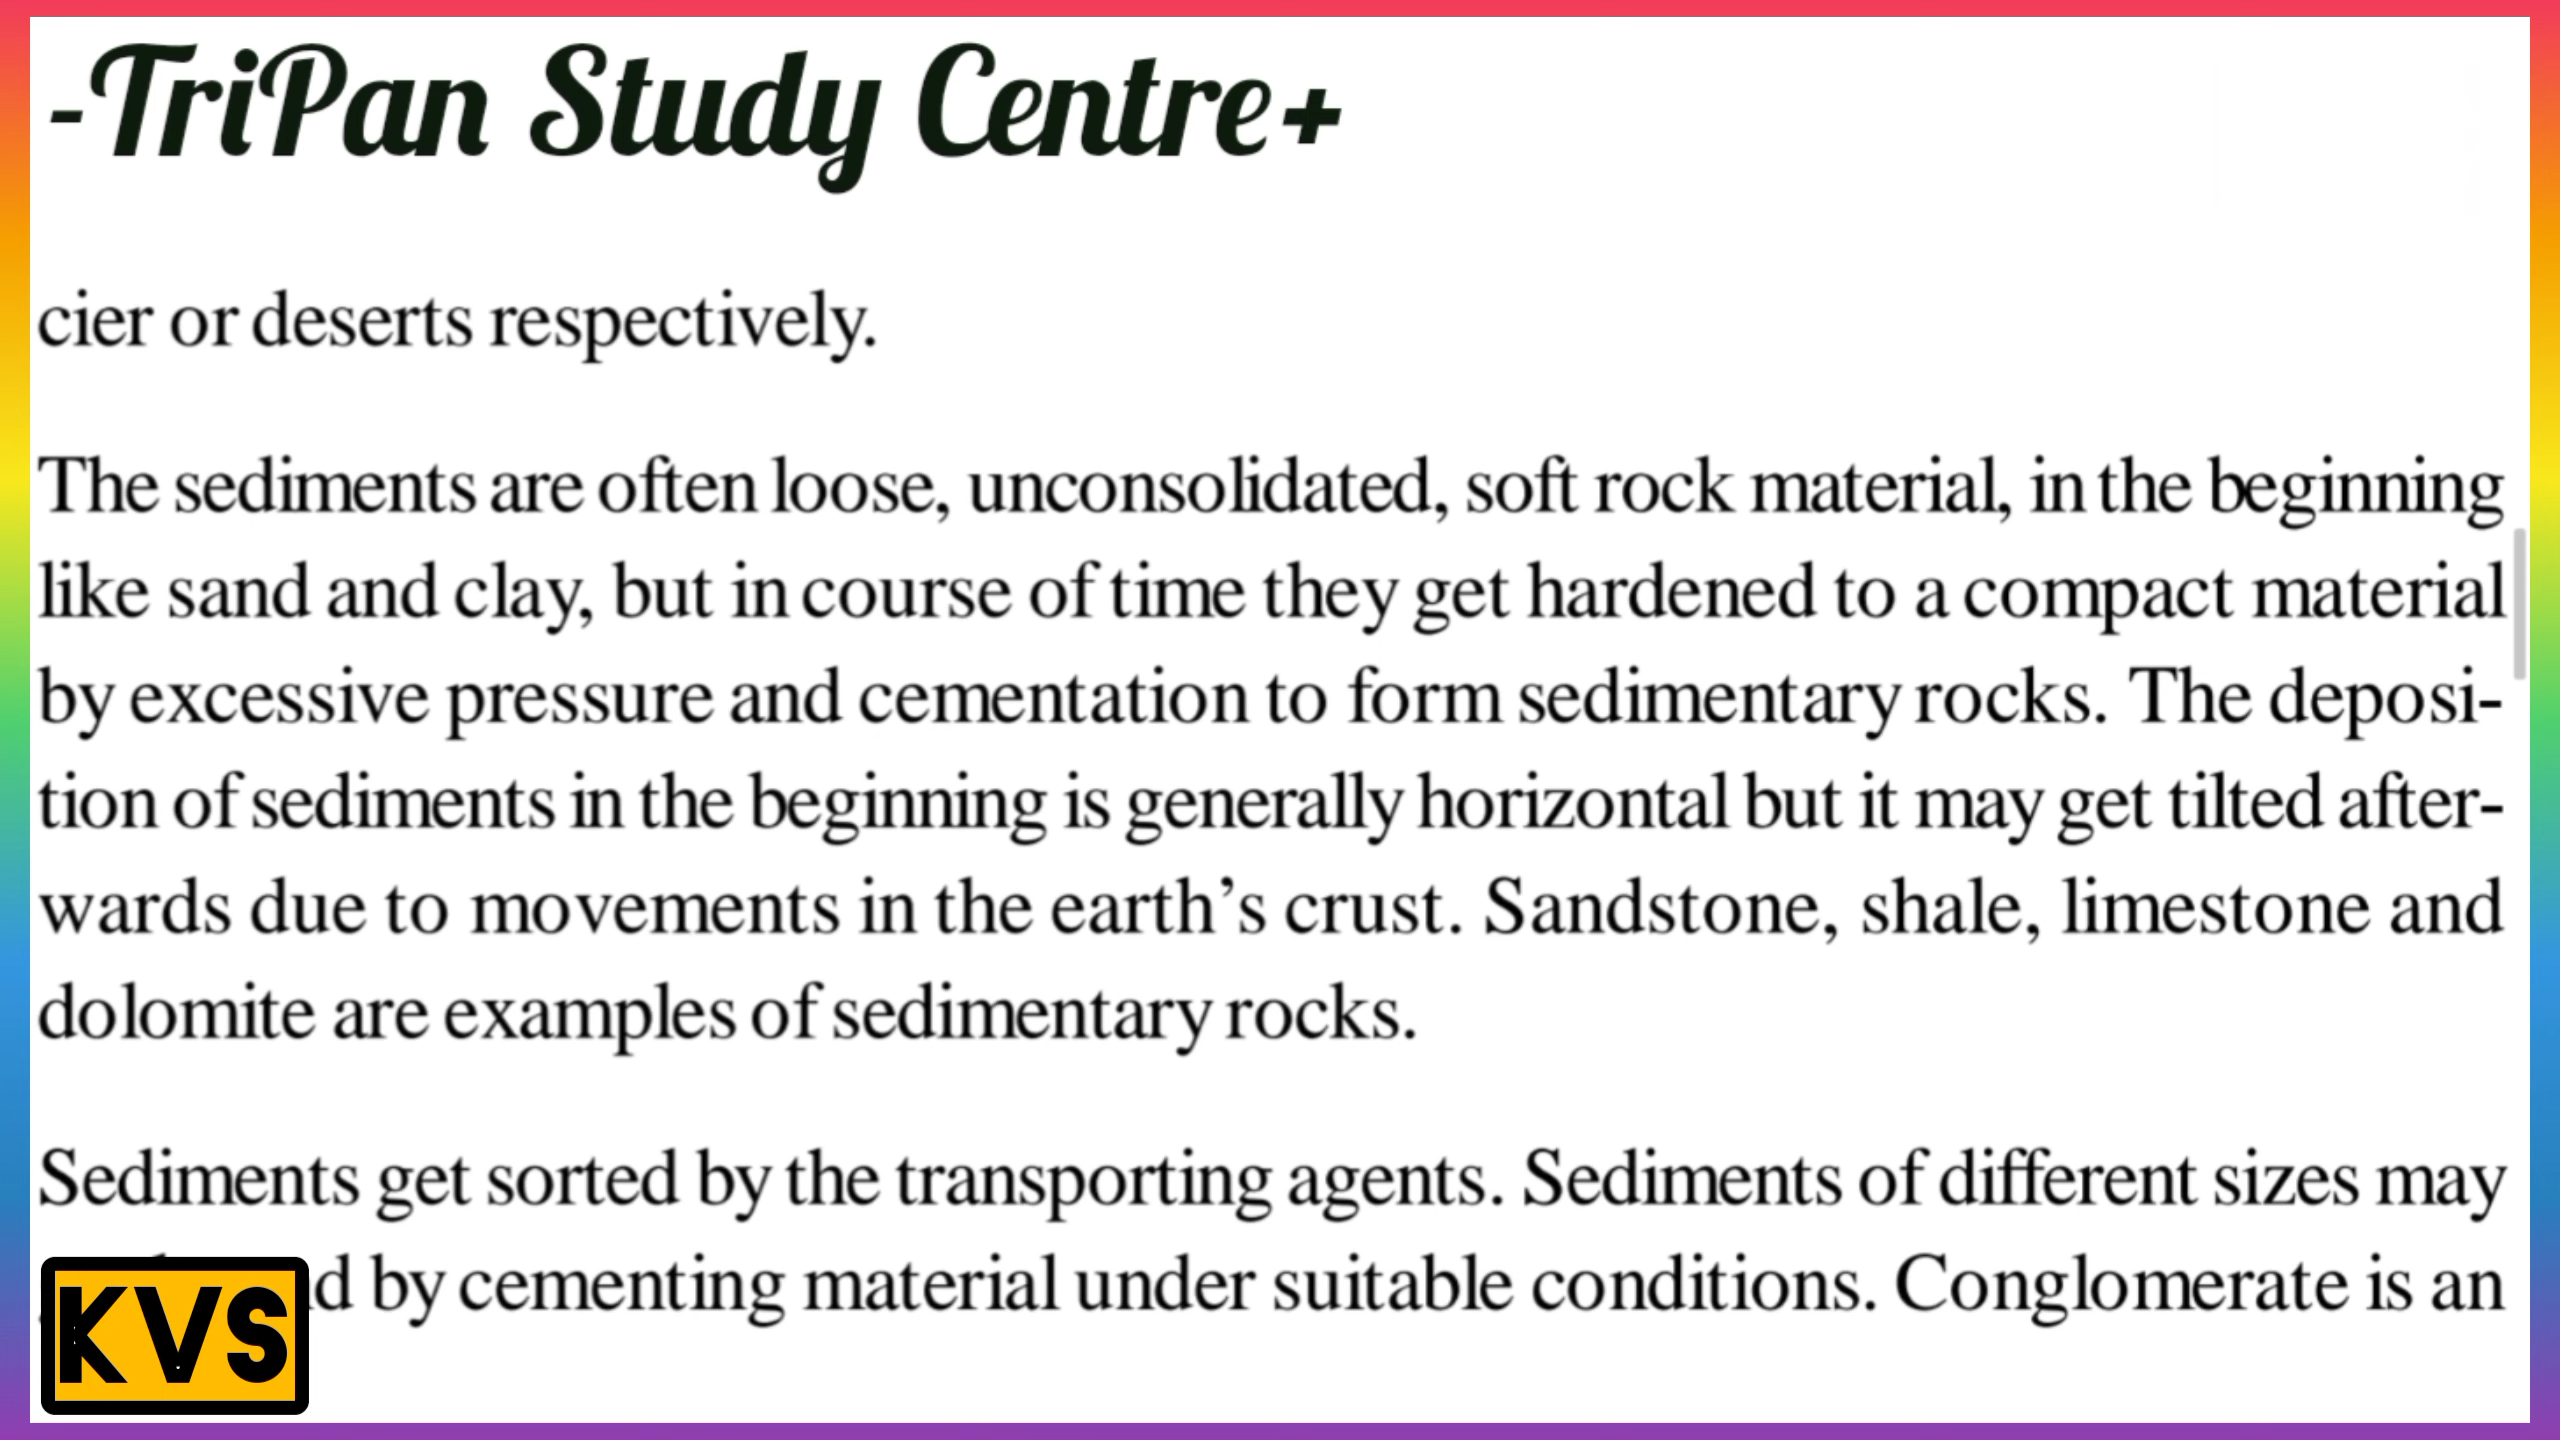 -TriPan Study Centre+
cier or deserts respectively.
The sediments are often loose, unconsolidated, soft rock material, in the beginning
like sand and clay, but in course of time they get hardened to a compact material
by excessive pressure and cementation to form sedimentary rocks. The deposi-
tion of sediments in the beginning is generally horizontal but it may get tilted after-
wards due to movements in the earth’s crust. Sandstone, shale, limestone and
dolomite are examples of sedimentary rocks.
Sediments get sorted by the transporting agents. Sediments of different sizes may
by cementing material under suitable conditions. Conglomerate is an
KVS